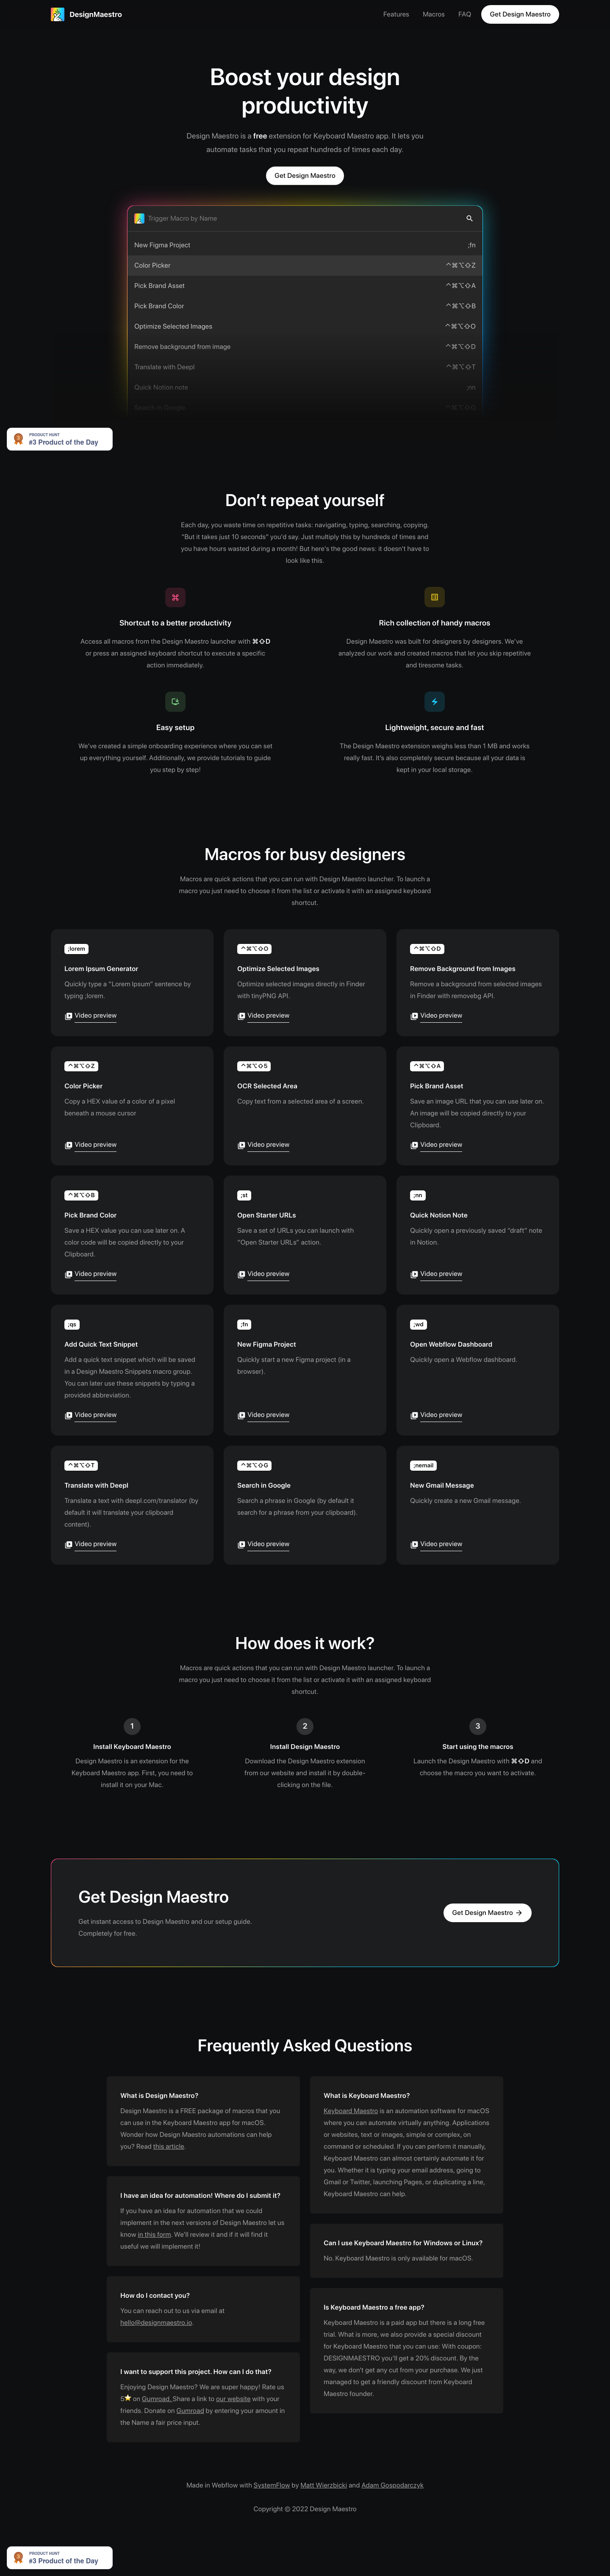 DesignMaestro
Features Macros FAQ Get Design Maestro
Boost your design
productivity
Design Maestro is a free extension for Keyboard Maestro app. It lets you
automate tasks that you repeat hundreds of times each day.
Get Design Maestro
Trigger Macro by Name
New Figma Project ;fn
Color Picker ⌃⌘⌥⇧Z
Pick Brand Asset ⌃⌘⌥⇧A
Pick Brand Color ⌃⌘⌥⇧B
Optimize Selected Images ⌃⌘⌥⇧O
Remove background from image ⌃⌘⌥⇧D
Translate with Deepl ⌃⌘⌥⇧T
Quick Notion note ;nn
Search in Google ⌃⌘⌥⇧G
PRODUCT HUNT
#3 Product of the Day
Don't repeat yourself
Each day, you waste time on repetitive tasks: navigating, typing, searching, copying.
"But it takes just 10 seconds" you'd say. Just multiply this by hundreds of times and
you have hours wasted during a month! But here's the good news: it doesn't have to
look like this.
Shortcut to a better productivity
Access all macros from the Design Maestro launcher with ⌘⇧D
or press an assigned keyboard shortcut to execute a specific
action immediately.
Rich collection of handy macros
Design Maestro was built for designers by designers. We've
analyzed our work and created macros that let you skip repetitive
and tiresome tasks.
Easy setup
We've created a simple onboarding experience where you can set
up everything yourself. Additionally, we provide tutorials to guide
you step by step!
Lightweight, secure and fast
The Design Maestro extension weighs less than 1 MB and works
really fast. It's also completely secure because all your data is
kept in your local storage.
Macros for busy designers
Macros are quick actions that you can run with Design Maestro launcher. To launch a
macro you just need to choose it from the list or activate it with an assigned keyboard
shortcut.
;lorem
Lorem Ipsum Generator
Quickly type a "Lorem Ipsum" sentence by
typing ;lorem.
Video preview
⌃⌘⌥⇧O
Optimize Selected Images
Optimize selected images directly in Finder
with tinyPNG API.
Video preview
⌃⌘⌥⇧D
Remove Background from Images
Remove a background from selected images
in Finder with removebg API.
Video preview
⌃⌘⌥⇧Z
Color Picker
Copy a HEX value of a color of a pixel
beneath a mouse cursor
Video preview
⌃⌘⌥⇧5
OCR Selected Area
Copy text from a selected area of a screen.
Video preview
⌃⌘⌥⇧A
Pick Brand Asset
Save an image URL that you can use later on.
An image will be copied directly to your
Clipboard.
Video preview
⌃⌘⌥⇧B
Pick Brand Color
Save a HEX value you can use later on. A
color code will be copied directly to your
Clipboard.
Video preview
;st
Open Starter URLs
Save a set of URLs you can launch with
"Open Starter URLs" action.
Video preview
;nn
Quick Notion Note
Quickly open a previously saved "draft" note
in Notion.
Video preview
;qs
Add Quick Text Snippet
Add a quick text snippet which will be saved
in a Design Maestro Snippets macro group.
You can later use these snippets by typing a
provided abbreviation.
Video preview
;fn
New Figma Project
Quickly start a new Figma project (in a
browser).
Video preview
;wd
Open Webflow Dashboard
Quickly open a Webflow dashboard.
Video preview
⌃⌘⌥⇧T
Translate with Deepl
Translate a text with deepl.com/translator (by
default it will translate your clipboard
content).
Video preview
⌃⌘⌥⇧G
Search in Google
Search a phrase in Google (by default it
search for a phrase from your clipboard).
Video preview
;nemail
New Gmail Message
Quickly create a new Gmail message.
Video preview
How does it work?
Macros are quick actions that you can run with Design Maestro launcher. To launch a
macro you just need to choose it from the list or activate it with an assigned keyboard
shortcut.
1
Install Keyboard Maestro
Design Maestro is an extension for the
Keyboard Maestro app. First, you need to
install it on your Mac.
2
Install Design Maestro
Download the Design Maestro extension
from our website and install it by double-
clicking on the file.
3
Start using the macros
Launch the Design Maestro with ⌘⇧D and
choose the macro you want to activate.
Get Design Maestro
Get instant access to Design Maestro and our setup guide.
Completely for free.
Get Design Maestro →
Frequently Asked Questions
What is Design Maestro?
Design Maestro is a FREE package of macros that you
can use in the Keyboard Maestro app for macOS.
Wonder how Design Maestro automations can help
you? Read this article.
I have an idea for automation! Where do I submit it?
If you have an idea for automation that we could
implement in the next versions of Design Maestro let us
know in this form. We'll review it and if it will find it
useful we will implement it!
How do I contact you?
You can reach out to us via email at
hello@designmaestro.io.
I want to support this project. How can I do that?
Enjoying Design Maestro? We are super happy! Rate us
5⭐ on Gumroad. Share a link to our website with your
friends. Donate on Gumroad by entering your amount in
the Name a fair price input.
What is Keyboard Maestro?
Keyboard Maestro is an automation software for macOS
where you can automate virtually anything. Applications
or websites, text or images, simple or complex, on
command or scheduled. If you can perform it manually,
Keyboard Maestro can almost certainly automate it for
you. Whether it is typing your email address, going to
Gmail or Twitter, launching Pages, or duplicating a line,
Keyboard Maestro can help.
Can I use Keyboard Maestro for Windows or Linux?
No. Keyboard Maestro is only available for macOS.
Is Keyboard Maestro a free app?
Keyboard Maestro is a paid app but there is a long free
trial. What is more, we also provide a special discount
for Keyboard Maestro that you can use: With coupon:
DESIGNMAESTRO you'll get a 20% discount. By the
way, we don't get any cut from your purchase. We just
managed to get a friendly discount from Keyboard
Maestro founder.
Made in Webflow with SystemFlow by Matt Wierzbicki and Adam Gospodarczyk
Copyright © 2022 Design Maestro
PRODUCT HUNT
#3 Product of the Day